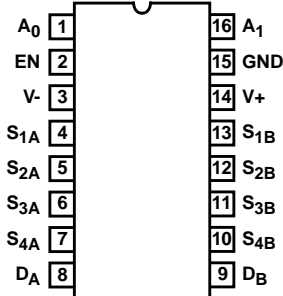 A0 1 16 A1
EN 2 15 GND
V- 3 14 V+
S1A 4 13 S1B
S2A 5 12 S2B
S3A 6 11 S3B
S4A 7 10 S4B
DA 8 9 DB